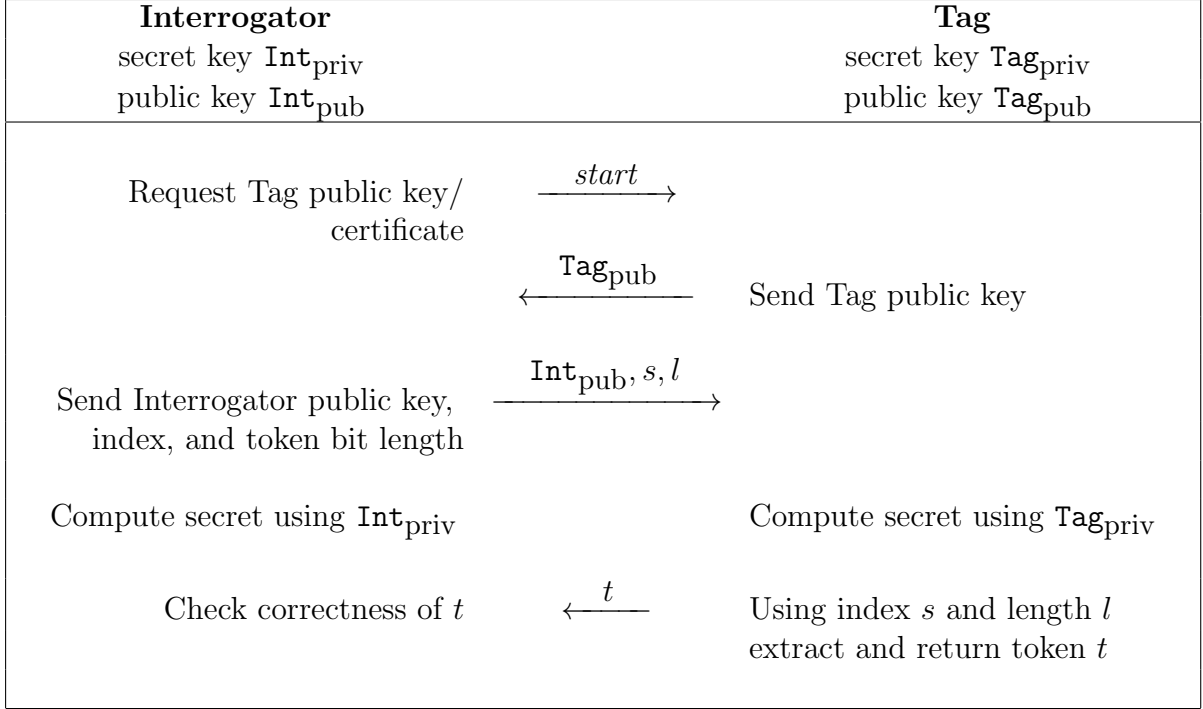 Interrogator Tag
secret key Int_priv secret key Tag_priv
public key Int_pub public key Tag_pub
Request Tag public key/ start
certificate
Tag_pub
Send Tag public key
Int_pub, s, l
Send Interrogator public key,
index, and token bit length
Compute secret using Int_priv Compute secret using Tag_priv
Check correctness of t t Using index s and length l
extract and return token t